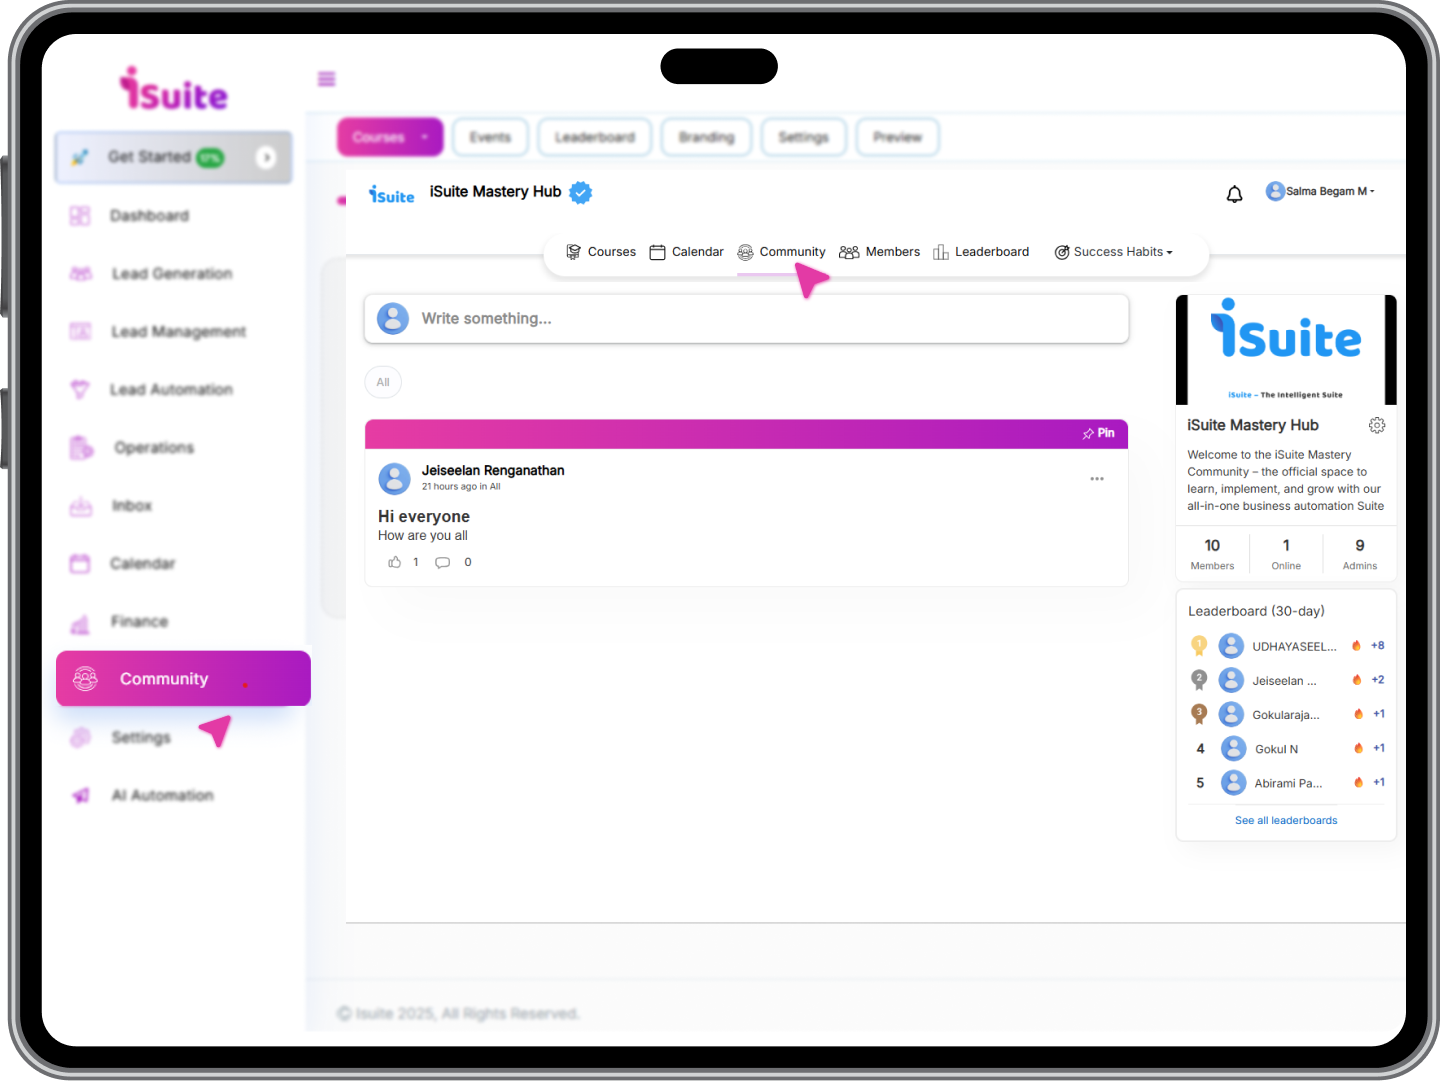 iSuite
Get Started 17%
Dashboard
Lead Generation
Lead Management
Lead Automation
Operations
Inbox
Calendar
Finance
Community
Settings
AI Automation
Courses Events Leaderboard Branding Settings Preview
iSuite iSuite Mastery Hub
Salma Begam M
Courses Calendar Community Members Leaderboard Success Habits
Write something...
All
Pin
Jeiseelan Renganathan
21 hours ago in All
Hi everyone
How are you all
1 0
iSuite
iSuite – The Intelligent Suite
iSuite Mastery Hub
Welcome to the iSuite Mastery
Community – the official space to
learn, implement, and grow with our
all-in-one business automation Suite
10 1 9
Members Online Admins
Leaderboard (30-day)
1 UDHAYASEEL... +8
2 Jeiseelan ... +2
3 Gokularaja... +1
4 Gokul N +1
5 Abirami Pa... +1
See all leaderboards
© Isuite 2025, All Rights Reserved.